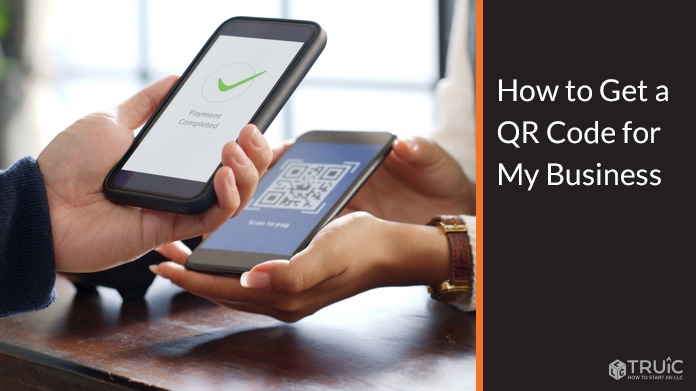 Payment
Completed
Scan to pay
How to Get a
QR Code for
My Business
TRUiC
HOW TO START AN LLC